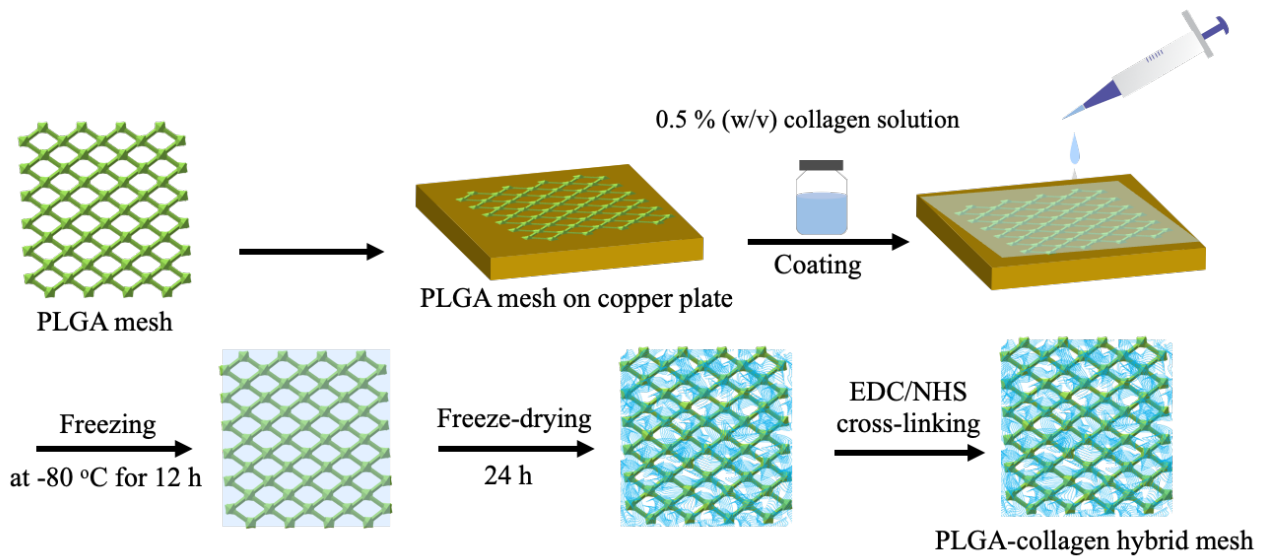 0.5 % (w/v) collagen solution
Coating
PLGA mesh on copper plate
PLGA mesh
Freezing
at -80 °C for 12 h
Freeze-drying
24 h
EDC/NHS
cross-linking
PLGA-collagen hybrid mesh